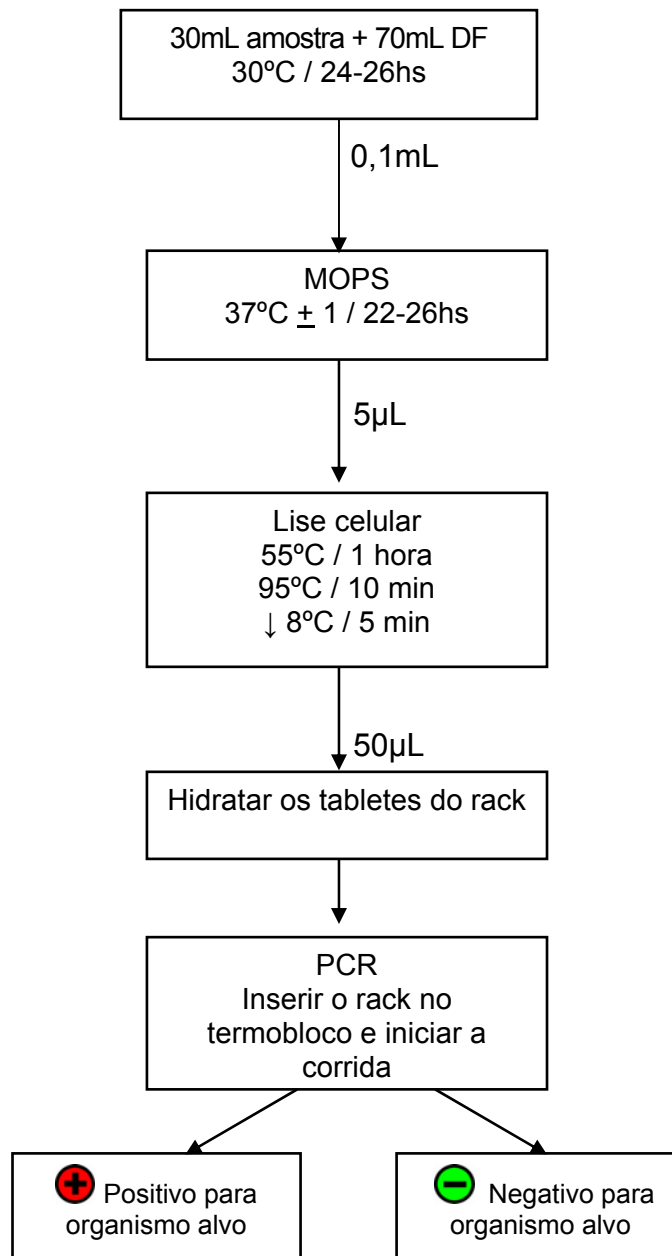 30mL amostra + 70mL DF
30ºC / 24-26hs
0,1mL
MOPS
37ºC ± 1 / 22-26hs
5µL
Lise celular
55ºC / 1 hora
95ºC / 10 min
↓ 8ºC / 5 min
50µL
Hidratar os tabletes do rack
PCR
Inserir o rack no
termobloco e iniciar a
corrida
+ Positivo para
organismo alvo
− Negativo para
organismo alvo